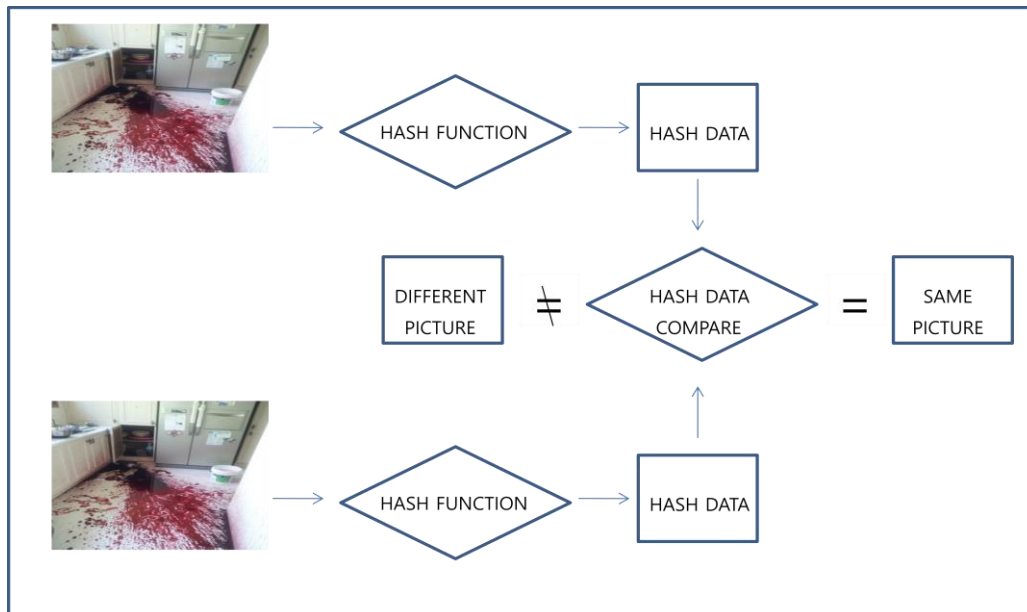 HASH FUNCTION
HASH DATA
DIFFERENT
PICTURE
≠
HASH DATA
COMPARE
=
SAME
PICTURE
HASH FUNCTION
HASH DATA